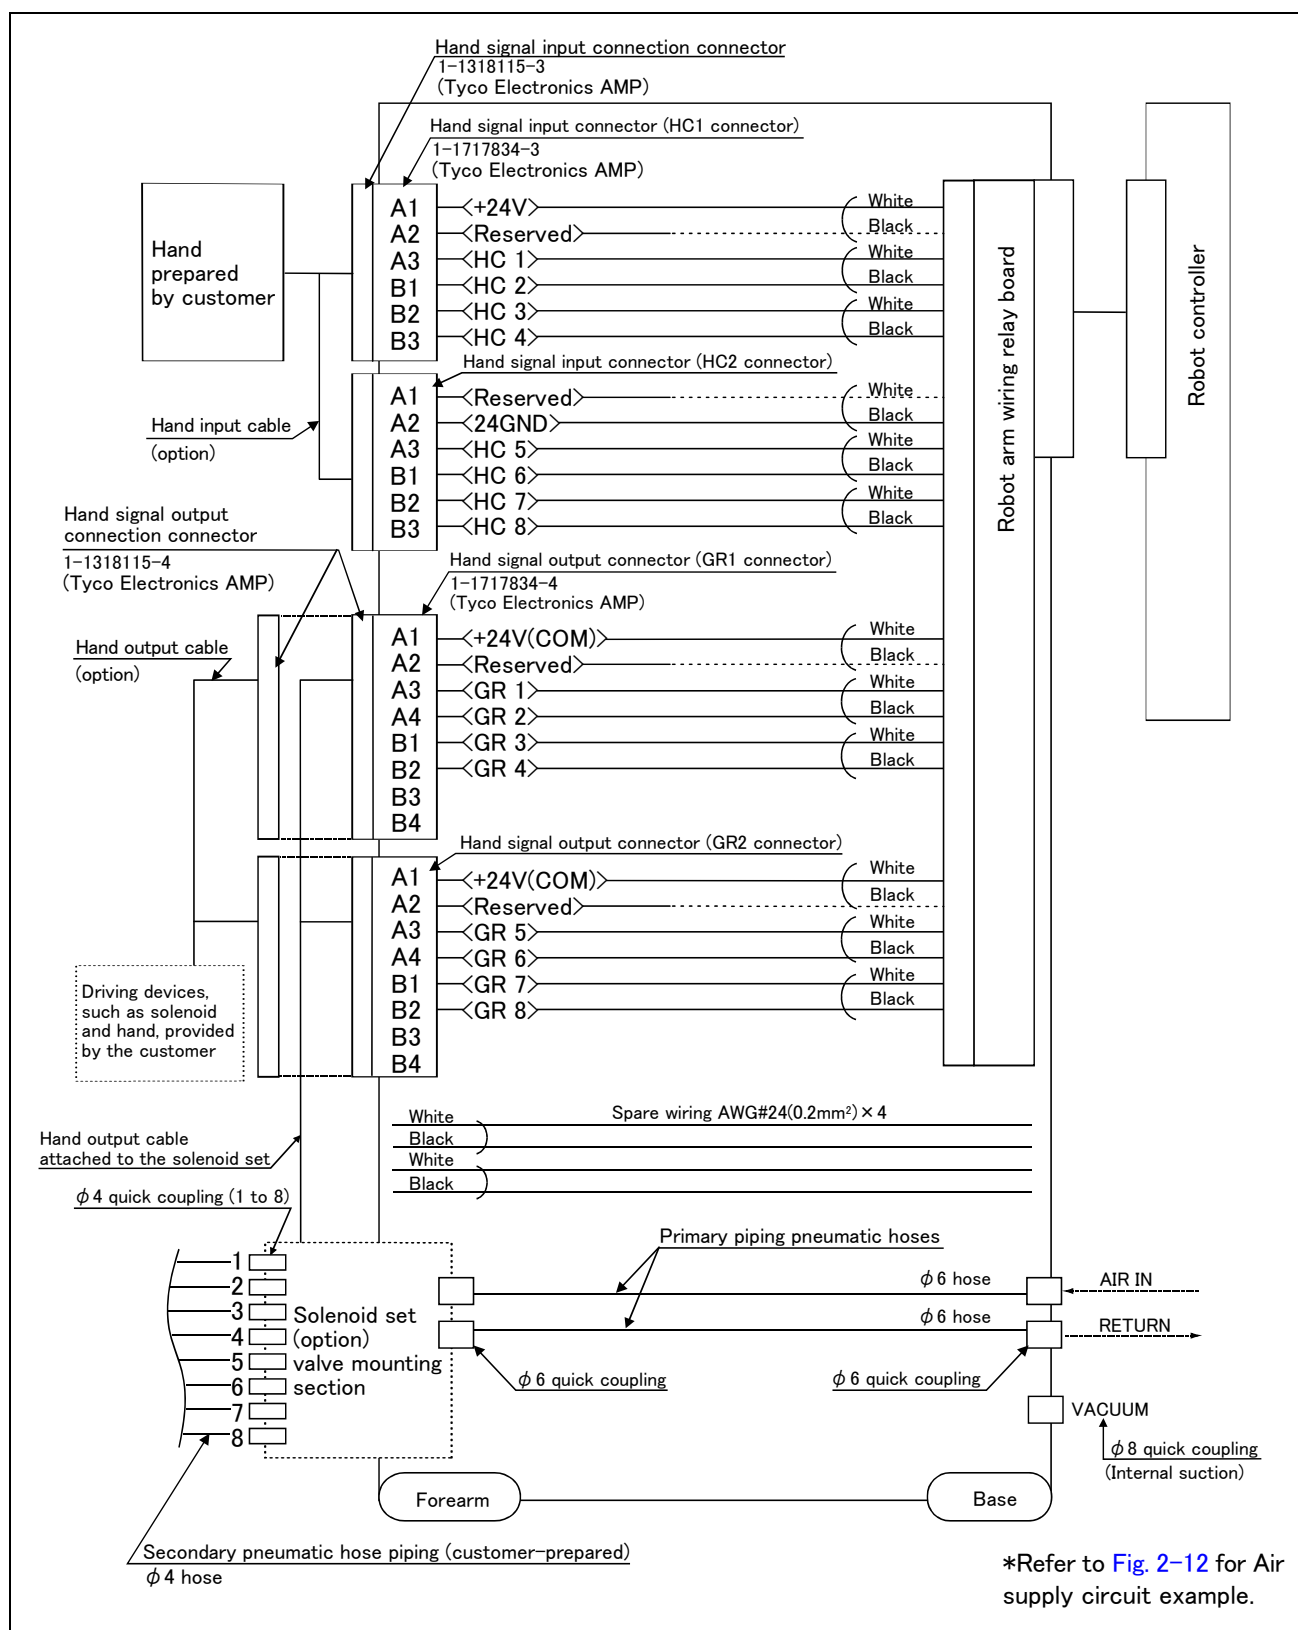 Hand signal input connection connector
1-1318115-3
(Tyco Electronics AMP)
Hand signal input connector (HC1 connector)
1-1717834-3
(Tyco Electronics AMP)
Hand
prepared
by customer
A1 <+24V> White
A2 <Reserved> Black
A3 <HC 1> White
B1 <HC 2> Black
B2 <HC 3> White
B3 <HC 4> Black
Robot arm wiring relay board
Robot controller
Hand signal input connector (HC2 connector)
A1 <Reserved> White
A2 <24GND> Black
A3 <HC 5> White
B1 <HC 6> Black
B2 <HC 7> White
B3 <HC 8> Black
Hand input cable
(option)
Hand signal output
connection connector
1-1318115-4
(Tyco Electronics AMP)
Hand signal output connector (GR1 connector)
1-1717834-4
(Tyco Electronics AMP)
Hand output cable
(option)
A1 <+24V(COM)> White
A2 <Reserved> Black
A3 <GR 1> White
A4 <GR 2> Black
B1 <GR 3> White
B2 <GR 4> Black
B3
B4
Hand signal output connector (GR2 connector)
A1 <+24V(COM)> White
A2 <Reserved> Black
A3 <GR 5> White
A4 <GR 6> Black
B1 <GR 7> White
B2 <GR 8> Black
B3
B4
Driving devices,
such as solenoid
and hand, provided
by the customer
White Spare wiring AWG#24(0.2mm²)×4
Black
White
Black
Hand output cable
attached to the solenoid set
φ4 quick coupling (1 to 8)
Primary piping pneumatic hoses
1
2
3
4
5
6
7
8
Solenoid set
(option)
valve mounting
section
φ6 hose
AIR IN
φ6 hose
RETURN
φ6 quick coupling
φ6 quick coupling
VACUUM
φ8 quick coupling
(Internal suction)
Forearm
Base
Secondary pneumatic hose piping (customer-prepared)
φ4 hose
*Refer to Fig. 2-12 for Air
supply circuit example.